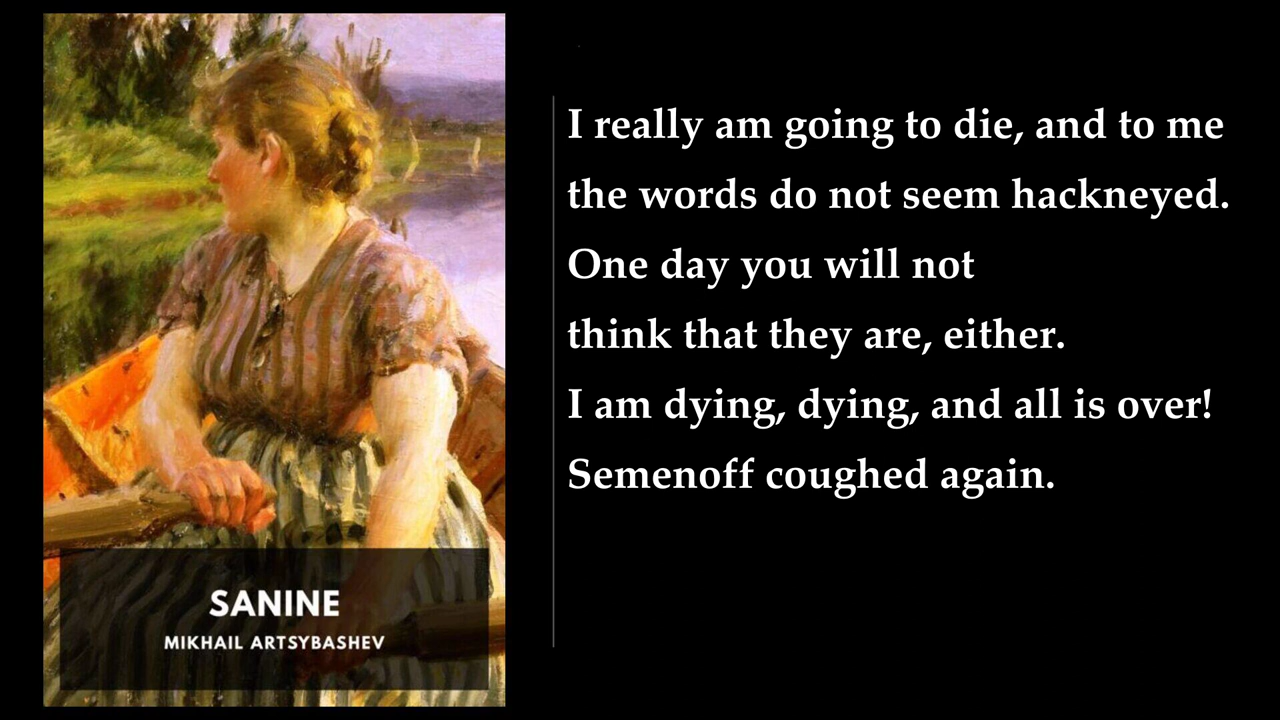 SANINE
MIKHAIL ARTSYBASHEV
I really am going to die, and to me
the words do not seem hackneyed.
One day you will not
think that they are, either.
I am dying, dying, and all is over!
Semenoff coughed again.